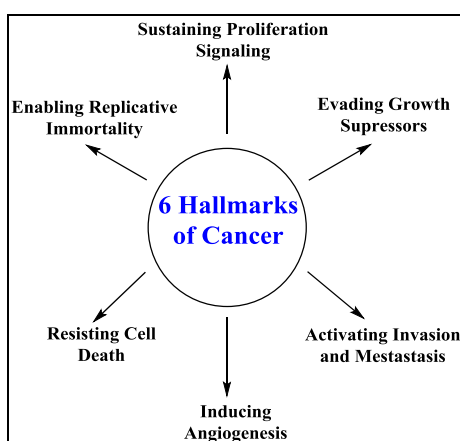 Sustaining Proliferation
Signaling
Enabling Replicative
Immortality
Evading Growth
Supressors
6 Hallmarks
of Cancer
Resisting Cell
Death
Activating Invasion
and Mestastasis
Inducing
Angiogenesis